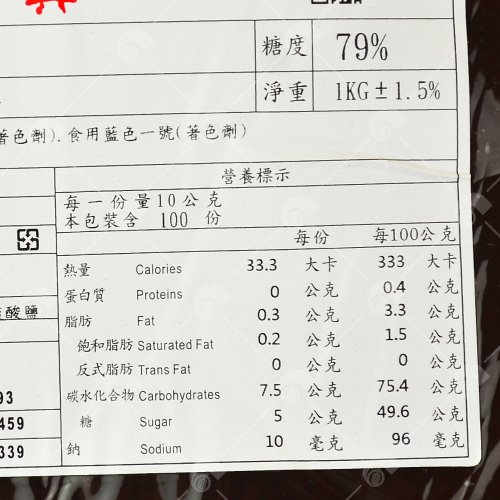 糖度 79%
淨重 1KG±1.5%
著色劑).食用藍色一號(著色劑)
營養標示
每一份量10公克
本包裝含 100 份
每份 每100公克
熱量 Calories 33.3 大卡 333 大卡
蛋白質 Proteins 0 公克 0.4 公克
酸鹽
脂肪 Fat 0.3 公克 3.3 公克
飽和脂肪 Saturated Fat 0.2 公克 1.5 公克
反式脂肪 Trans Fat 0 公克 0 公克
93
碳水化合物 Carbohydrates 7.5 公克 75.4 公克
459
糖 Sugar 5 公克 49.6 公克
339
鈉 Sodium 10 毫克 96 毫克